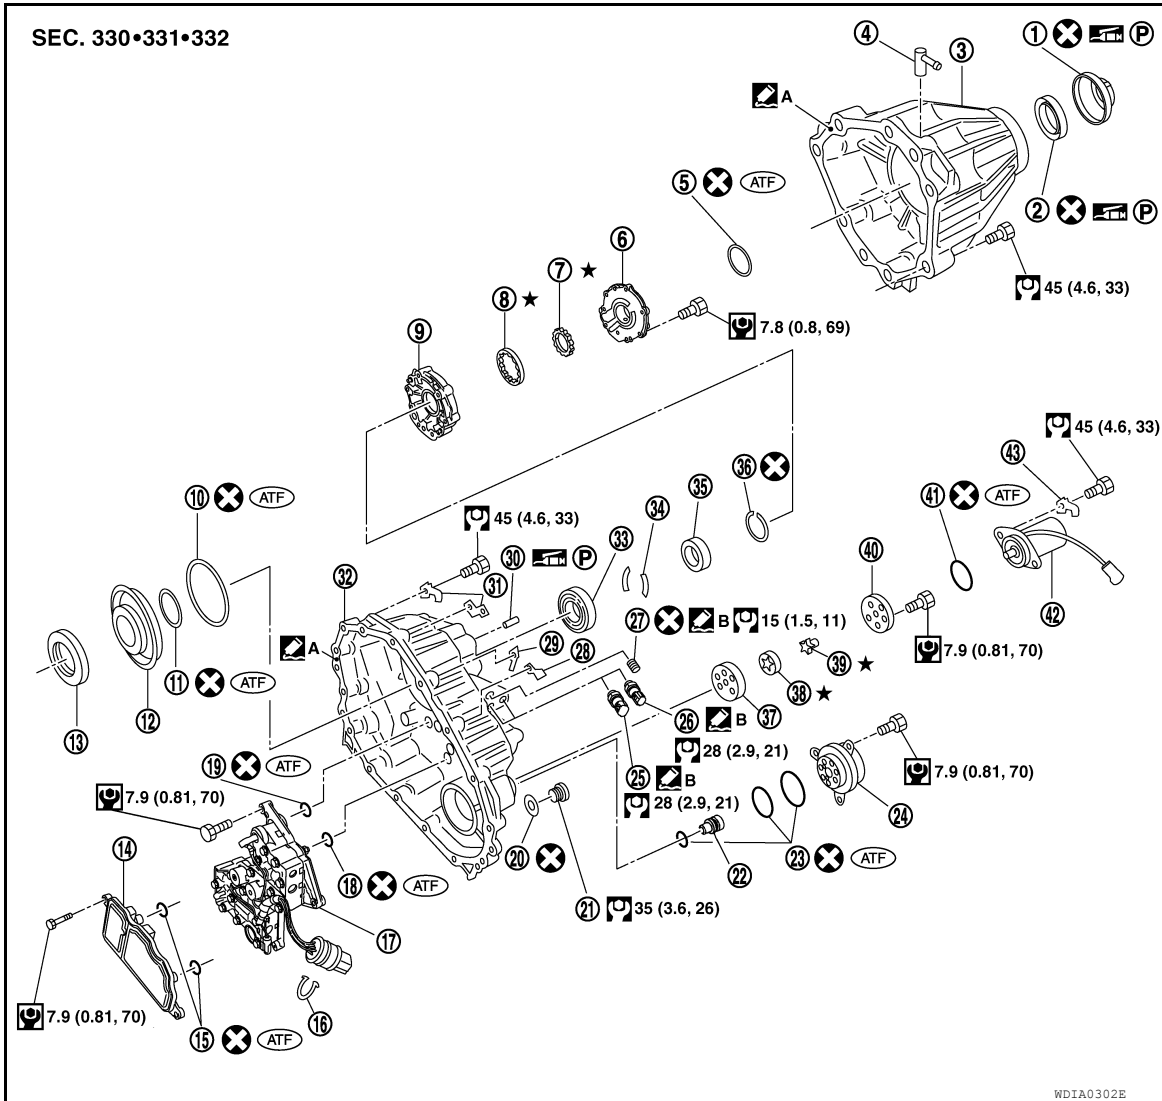 SEC. 330•331•332
4
3
1 P
A
2 P
5 ATF
6
7 ★
45 (4.6, 33)
8 ★
7.8 (0.8, 69)
9
45 (4.6, 33)
43
10 ATF
36
35
41 ATF
45 (4.6, 33)
34
33
30 P
40
32
31
42
27 B 15 (1.5, 11)
A
29
28
39 ★
7.9 (0.81, 70)
11 ATF
38 ★
12
13
26 B
37
28 (2.9, 21)
19 ATF
25 B
7.9 (0.81, 70)
7.9 (0.81, 70)
28 (2.9, 21)
24
14
20
22
23 ATF
18 ATF
21 35 (3.6, 26)
17
7.9 (0.81, 70)
16
15 ATF
WDIA0302E